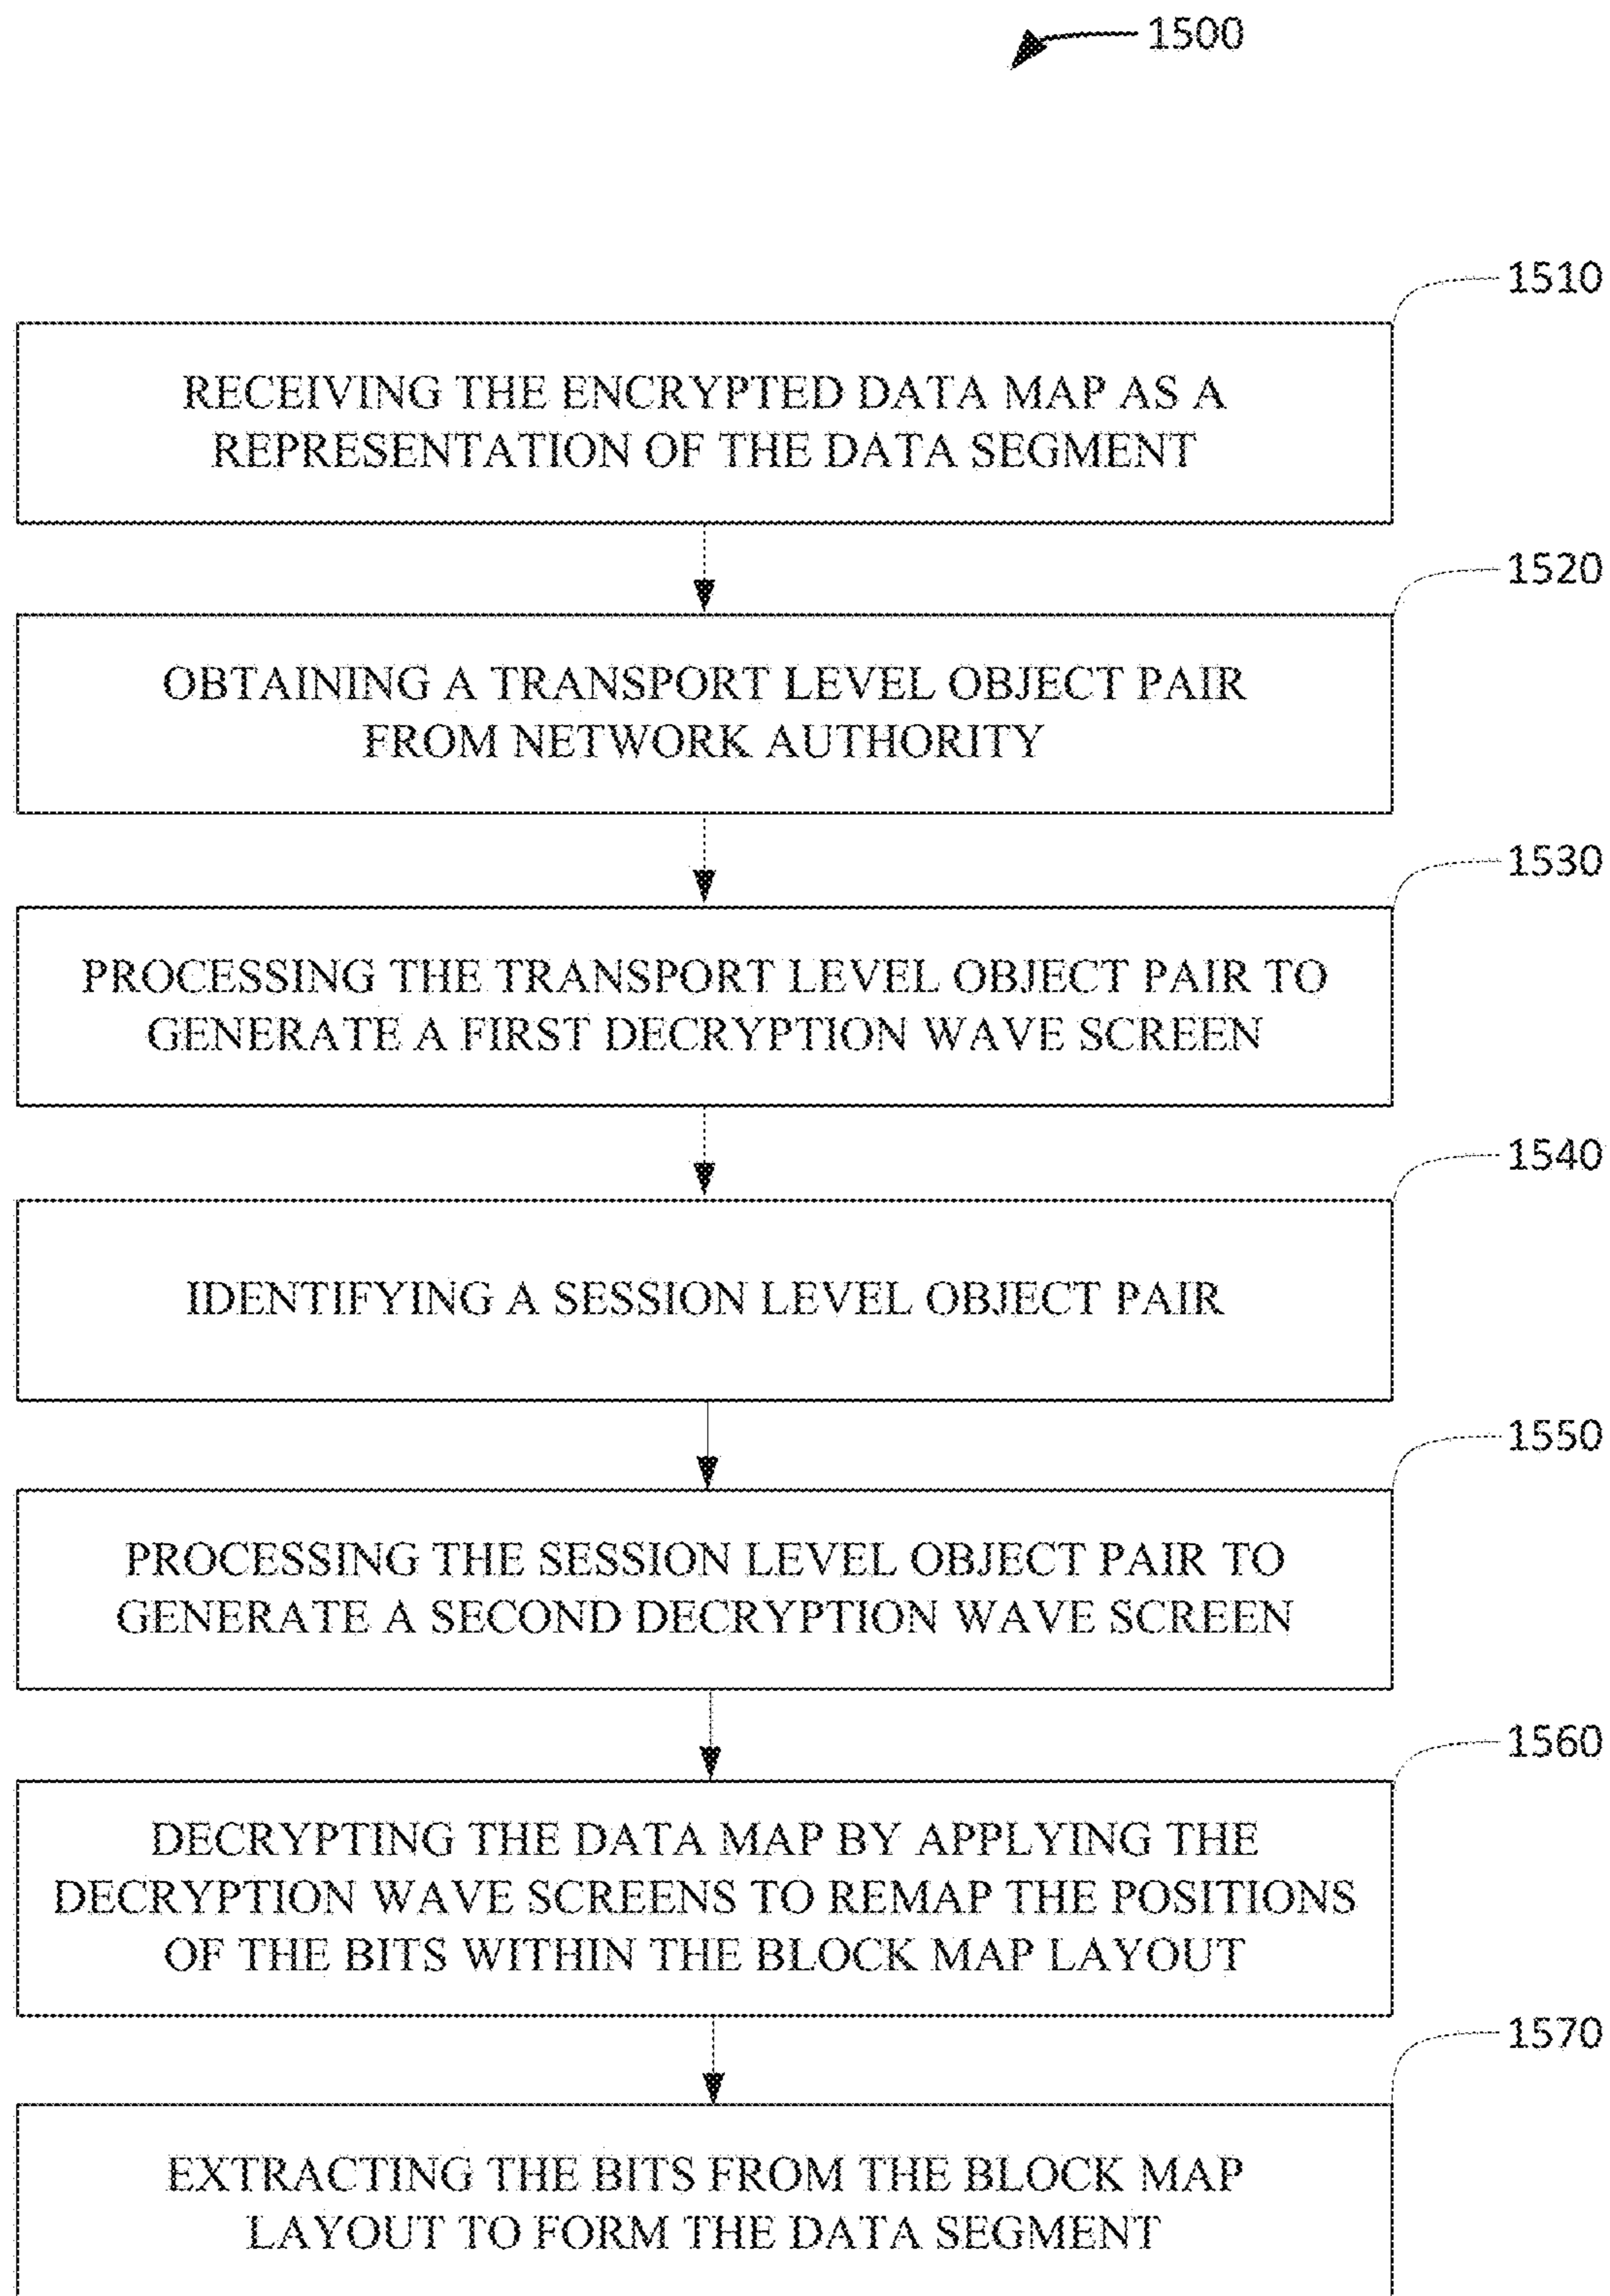 1500
1510
RECEIVING THE ENCRYPTED DATA MAP AS A
REPRESENTATION OF THE DATA SEGMENT
1520
OBTAINING A TRANSPORT LEVEL OBJECT PAIR
FROM NETWORK AUTHORITY
1530
PROCESSING THE TRANSPORT LEVEL OBJECT PAIR TO
GENERATE A FIRST DECRYPTION WAVE SCREEN
1540
IDENTIFYING A SESSION LEVEL OBJECT PAIR
1550
PROCESSING THE SESSION LEVEL OBJECT PAIR TO
GENERATE A SECOND DECRYPTION WAVE SCREEN
1560
DECRYPTING THE DATA MAP BY APPLYING THE
DECRYPTION WAVE SCREENS TO REMAP THE POSITIONS
OF THE BITS WITHIN THE BLOCK MAP LAYOUT
1570
EXTRACTING THE BITS FROM THE BLOCK MAP
LAYOUT TO FORM THE DATA SEGMENT